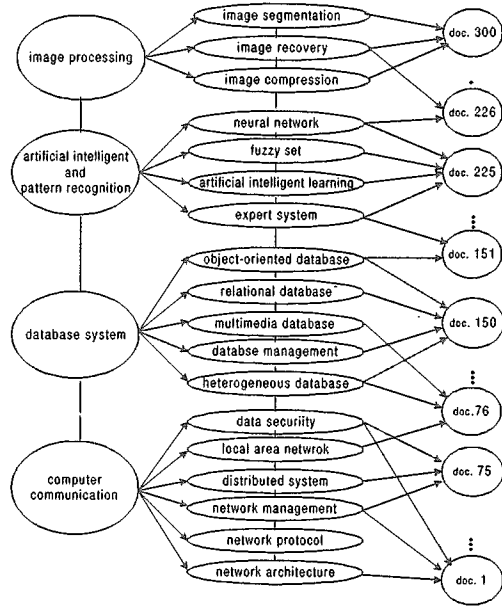 image processing
artificial intelligent
and
pattern recognition
database system
computer
communication
image segmentation
image recovery
image compression
neural network
fuzzy set
artificial intelligent learning
expert system
object-oriented database
relational database
multimedia database
databse management
heterogeneous database
data securiity
local area netwrok
distributed system
network management
network protocol
network architecture
doc. 300
doc. 226
doc. 225
doc. 151
doc. 150
doc.76
doc. 75
doc. 1